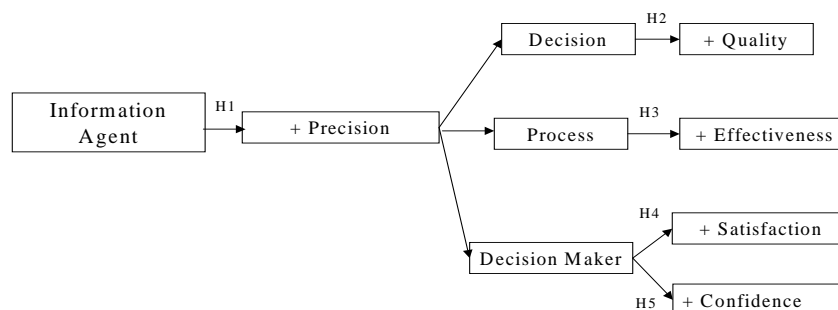 H2
Decision
+ Quality
H1
Information
Agent
+ Precision
H3
Process
+ Effectiveness
H4
+ Satisfaction
Decision Maker
H5
+ Confidence